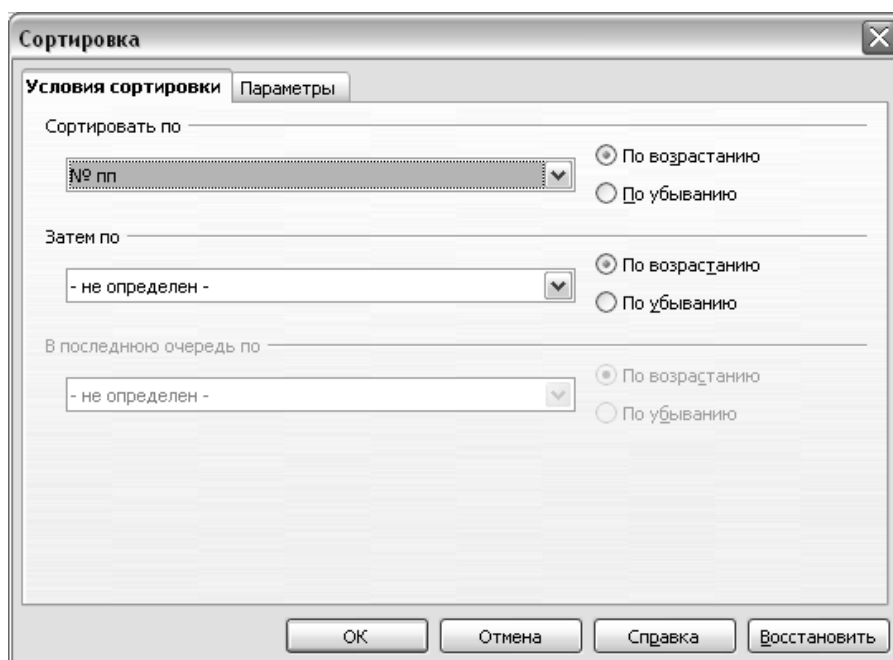 Сортировка
Условия сортировки Параметры
Сортировать по
№ пп
По возрастанию
По убыванию
Затем по
- не определен -
По возрастанию
По убыванию
В последнюю очередь по
- не определен -
По возрастанию
По убыванию
ОК Отмена Справка Восстановить